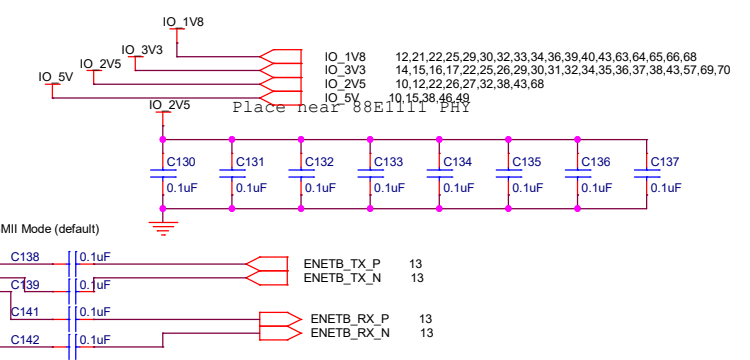 IO_1V8
IO_3V3
IO_2V5
IO_5V
IO_1V8 12,21,22,25,29,30,32,33,34,36,39,40,43,63,64,65,66,68
IO_3V3 14,15,16,17,22,25,26,29,30,31,32,34,35,36,37,38,43,57,69,70
IO_2V5 10,12,22,26,27,32,38,43,68
IO_5V 10,15,38,46,49
IO_2V5
Place near 88E1111 PHY
C130 C131 C132 C133 C134 C135 C136 C137
0.1uF 0.1uF 0.1uF 0.1uF 0.1uF 0.1uF 0.1uF 0.1uF
MII Mode (default)
C138 0.1uF ENETB_TX_P 13
C139 0.1uF ENETB_TX_N 13
C141 0.1uF ENETB_RX_P 13
C142 0.1uF ENETB_RX_N 13